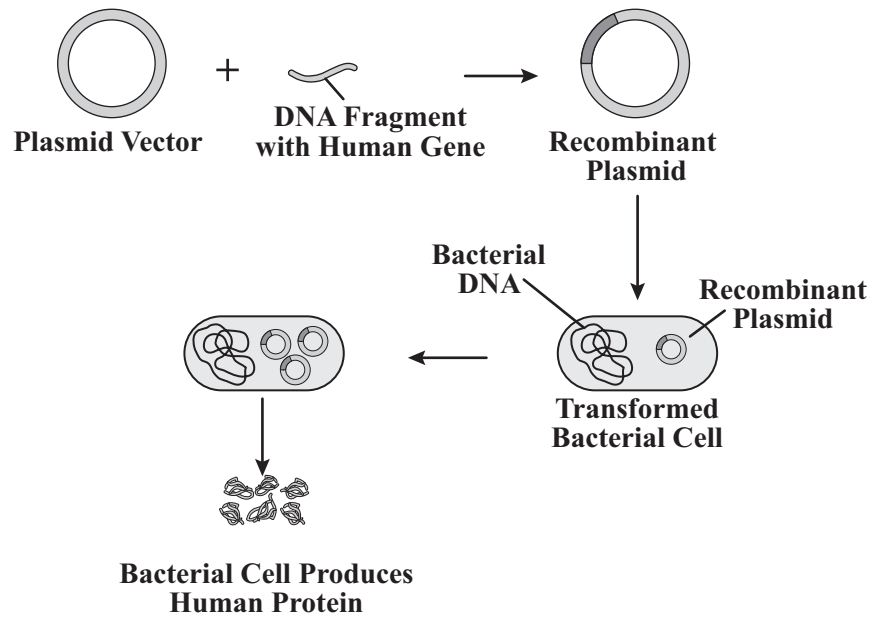 +
Plasmid Vector
DNA Fragment
with Human Gene
Recombinant
Plasmid
Bacterial
DNA
Recombinant
Plasmid
Transformed
Bacterial Cell
Bacterial Cell Produces
Human Protein